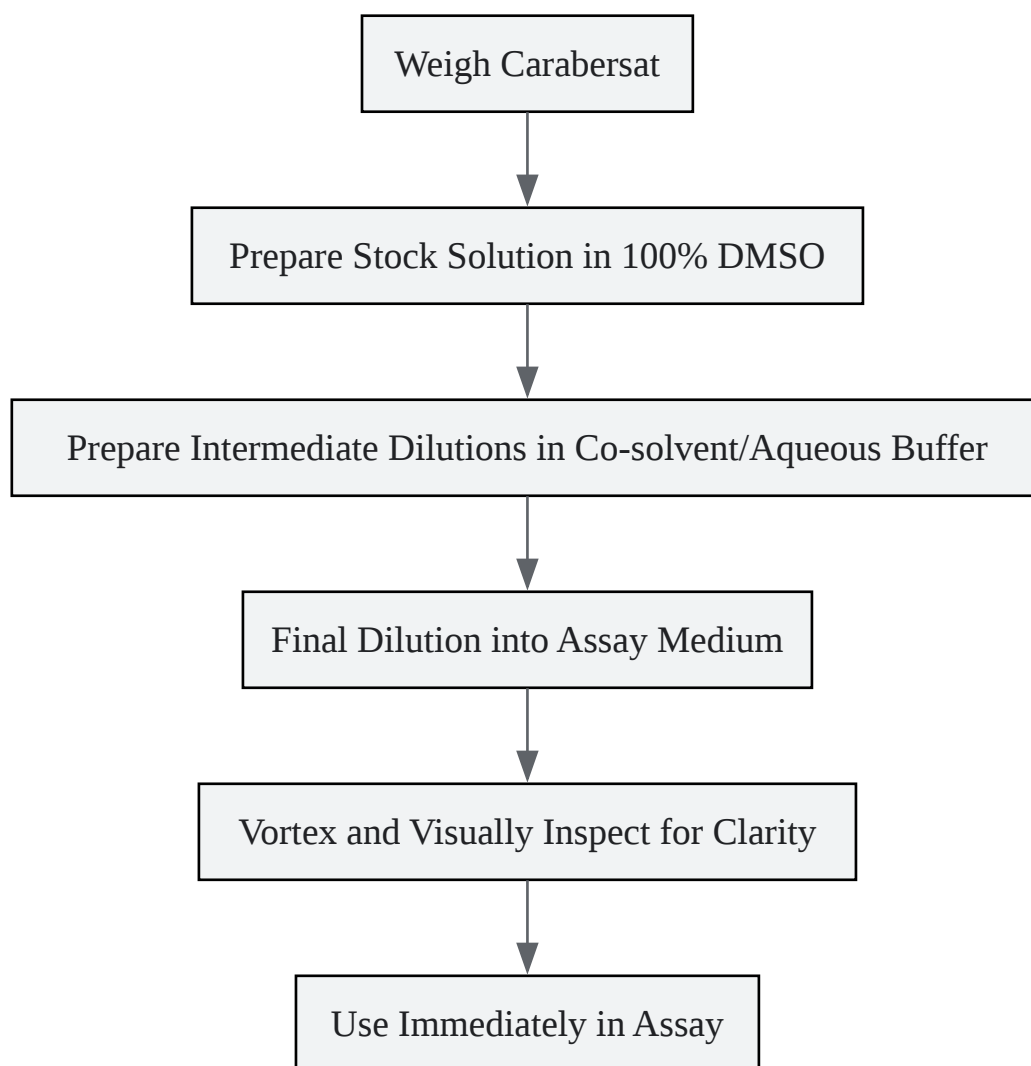 Weigh Carabersat
Prepare Stock Solution in 100% DMSO
Prepare Intermediate Dilutions in Co-solvent/Aqueous Buffer
Final Dilution into Assay Medium
Vortex and Visually Inspect for Clarity
Use Immediately in Assay